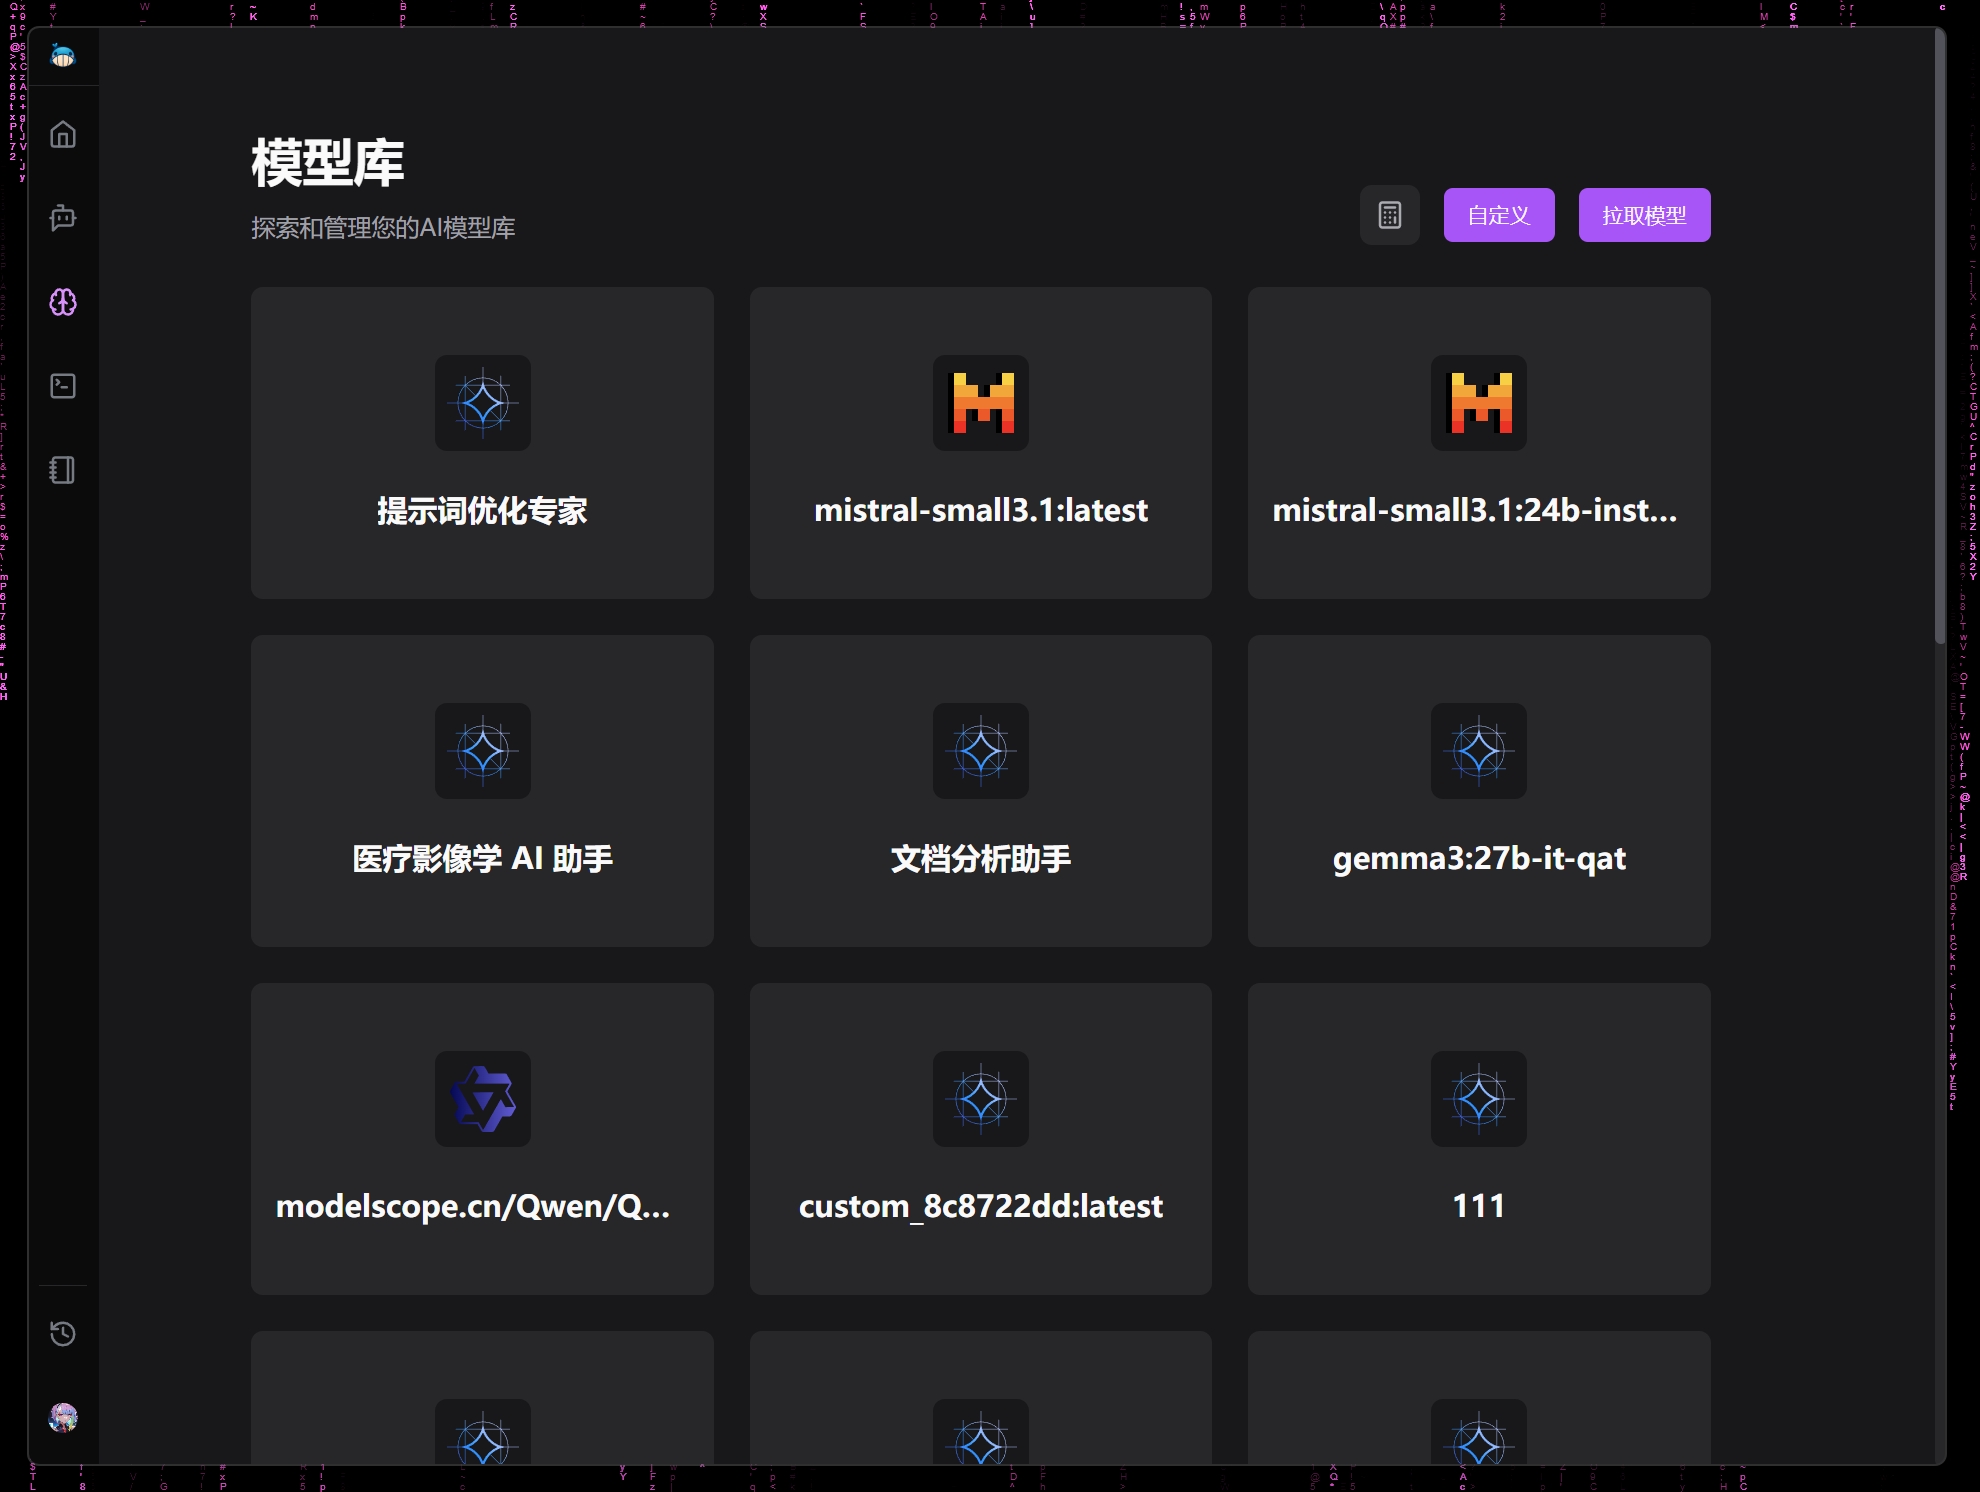 模型库
探索和管理您的AI模型库
自定义
拉取模型
提示词优化专家
mistral-small3.1:latest
mistral-small3.1:24b-inst...
医疗影像学 AI 助手
文档分析助手
gemma3:27b-it-qat
modelscope.cn/Qwen/Q...
custom_8c8722dd:latest
111